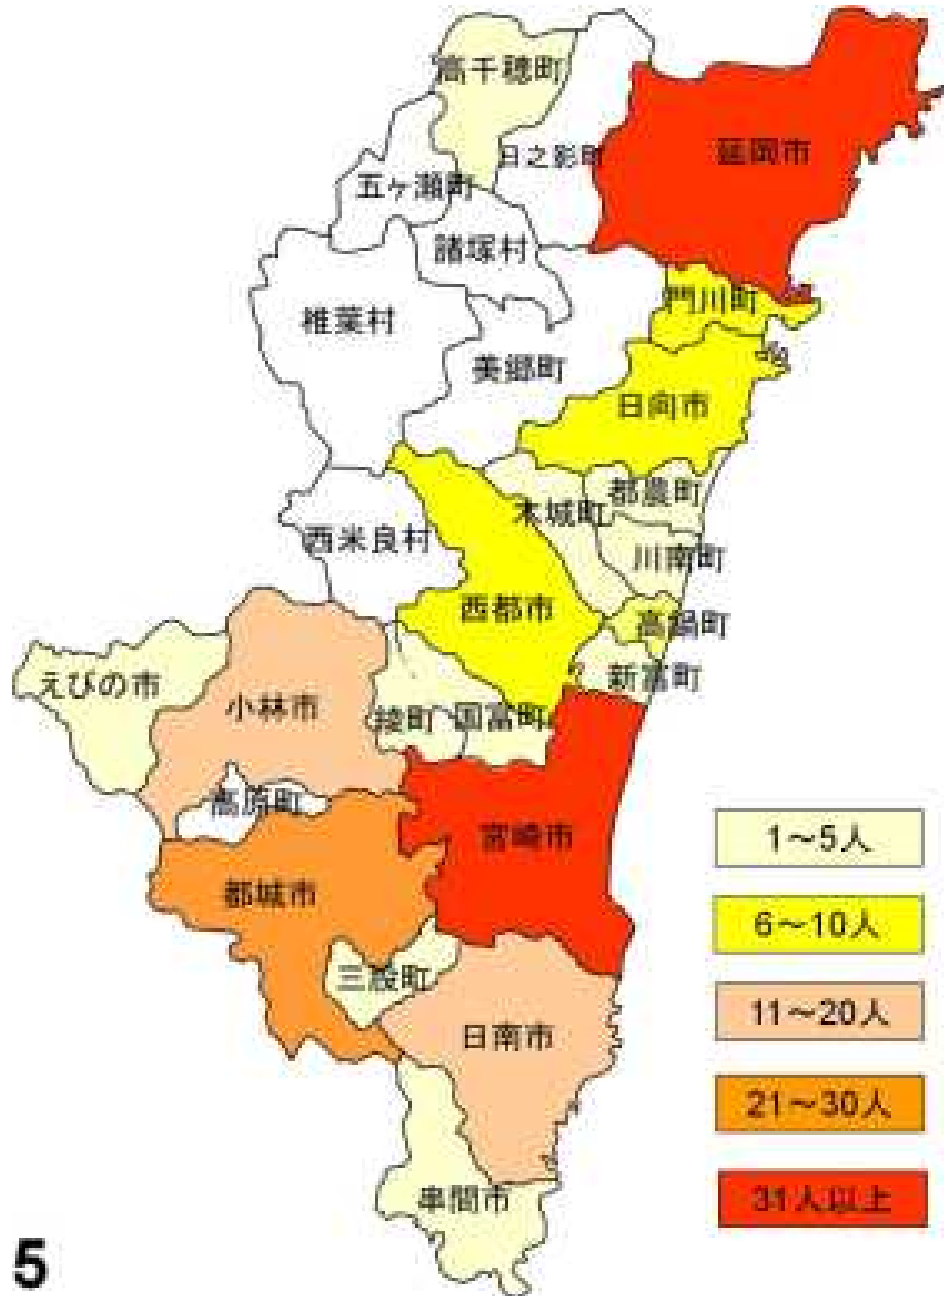 高千穂町
延岡市
日之影町
五ヶ瀬町
諸塚村
門川町
椎葉村
美郷町
日向市
都農町
木城町
西米良村
川南町
西都市
高鍋町
新富町
えびの市
小林市
綾町
国富町
高原町
宮崎市
都城市
三股町
日南市
串間市
1～5人
6～10人
11～20人
21～30人
31人以上
5